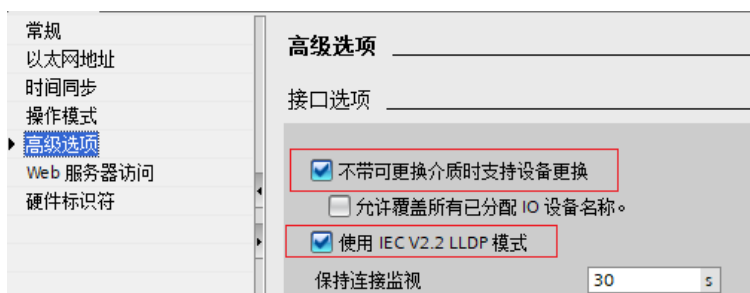 常规
以太网地址
时间同步
操作模式
高级选项
Web 服务器访问
硬件标识符
高级选项
接口选项
不带可更换介质时支持设备更换
允许覆盖所有已分配 IO 设备名称。
使用 IEC V2.2 LLDP 模式
保持连接监视 30 s